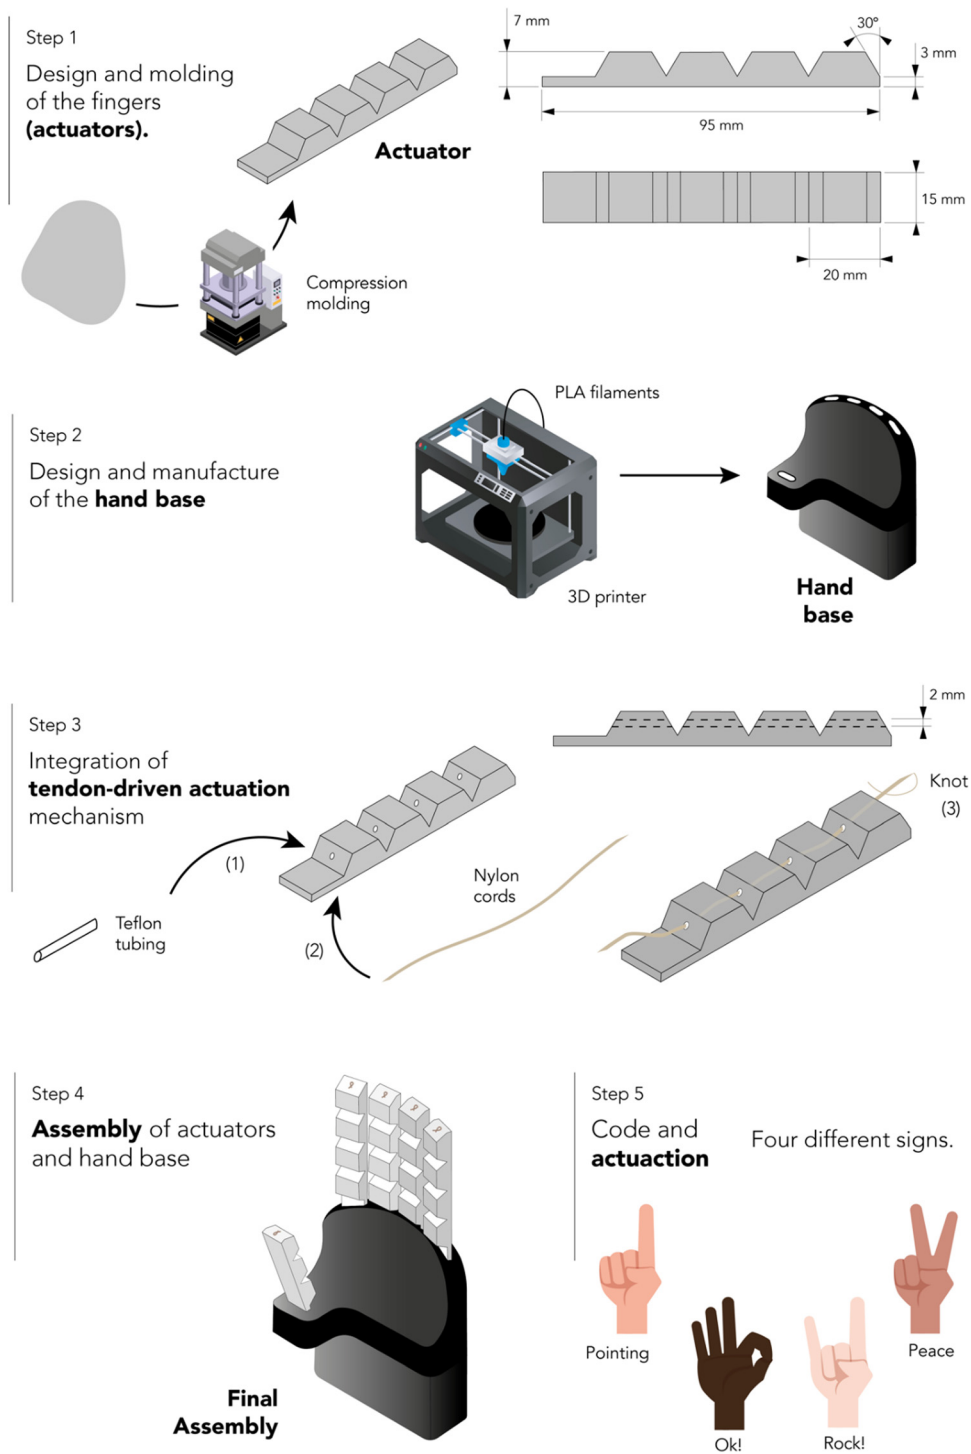 Step 1
Design and molding
of the fingers
(actuators).
Actuator
7 mm
30º
3 mm
95 mm
15 mm
20 mm
Compression
molding
Step 2
Design and manufacture
of the hand base
PLA filaments
3D printer
Hand
base
Step 3
Integration of
tendon-driven actuation
mechanism
2 mm
(1)
Teflon
tubing
(2)
Nylon
cords
Knot
(3)
Step 4
Assembly of actuators
and hand base
Final
Assembly
Step 5
Code and
actuaction
Four different signs.
Pointing
Ok!
Rock!
Peace